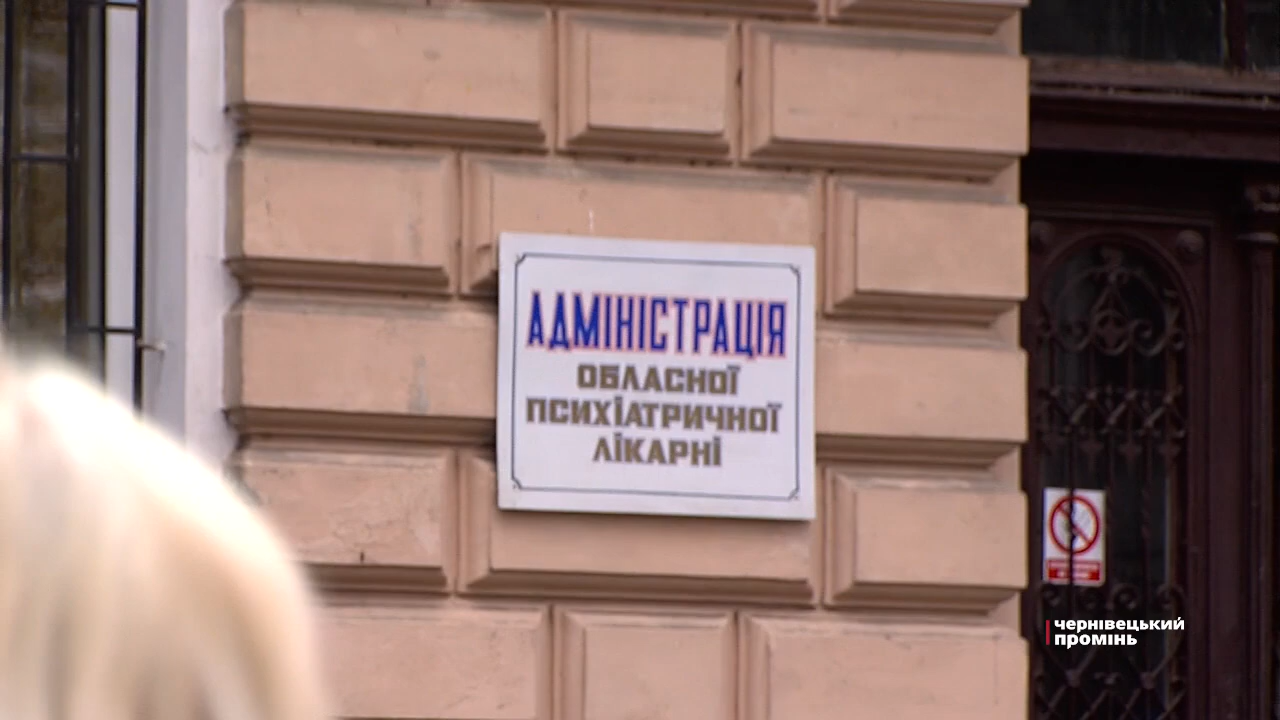 АДМІНІСТРАЦІЯ
ОБЛАСНОЇ
ПСИХІАТРИЧНОЇ
ЛІКАРНІ
ЧЕРНІВЕЦЬКИЙ
ПРОМІНЬ